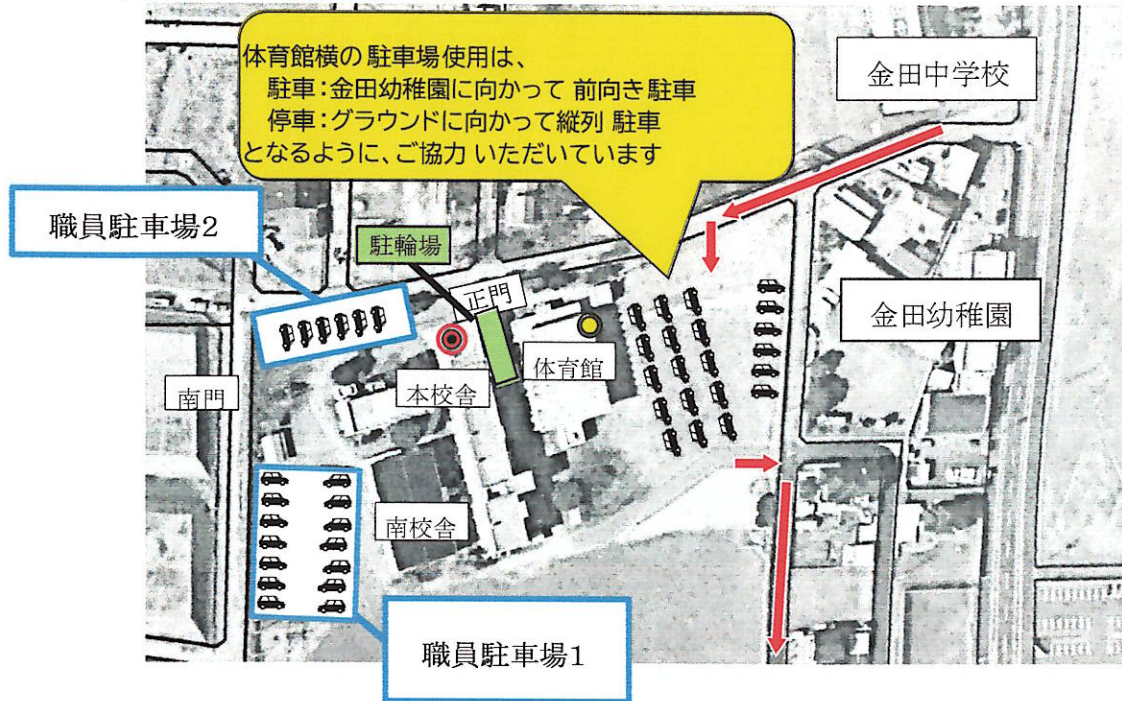 体育館横の駐車場使用は、
駐車：金田幼稚園に向かって 前向き駐車
停車：グラウンドに向かって縦列 駐車
となるように、ご協力 いただいています
金田中学校
職員駐車場2
駐輪場
正門
金田幼稚園
体育館
本校舎
南門
南校舎
職員駐車場1